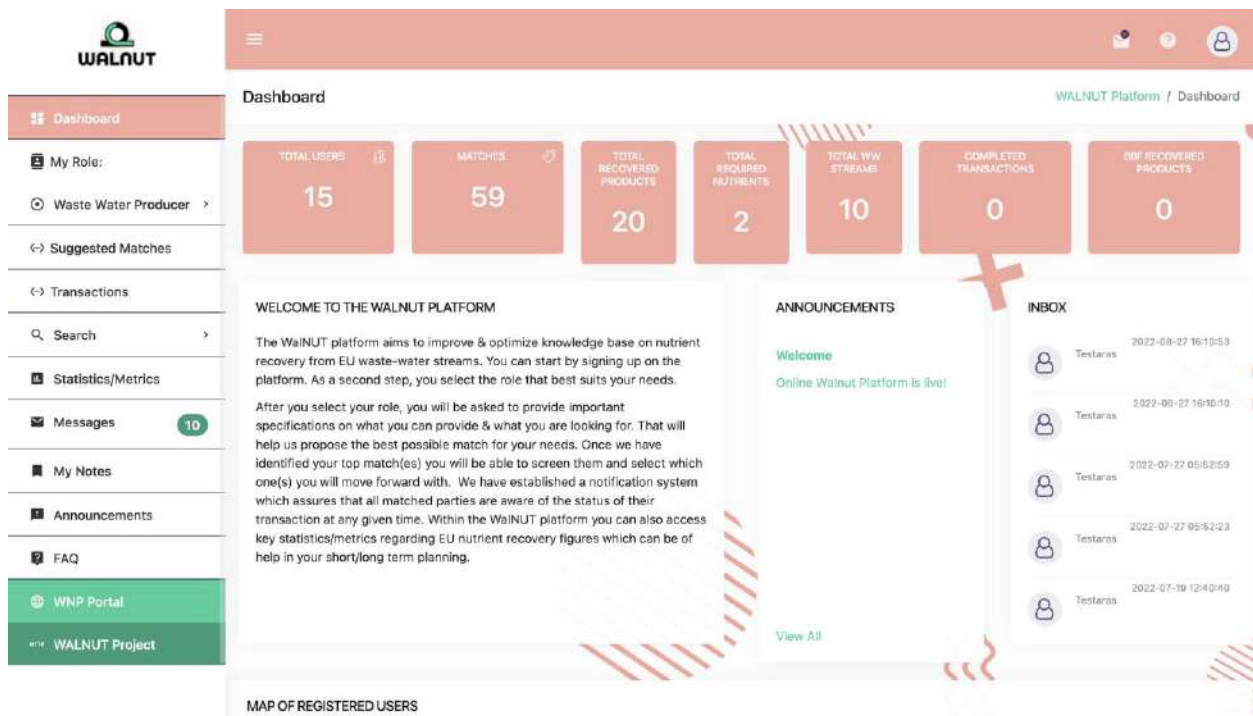 WALNUT
Dashboard
My Role:
Waste Water Producer
Suggested Matches
Transactions
Search
Statistics/Metrics
Messages
10
My Notes
Announcements
FAQ
WNP Portal
WALNUT Project
Dashboard
WALNUT Platform / Dashboard
TOTAL USERS
15
MATCHES
59
TOTAL
RECOVERED
PRODUCTS
20
TOTAL
REQUIRED
NUTRIENTS
2
TOTAL WW
STREAMS
10
COMPLETED
TRANSACTIONS
0
BBF RECOVERED
PRODUCTS
0
WELCOME TO THE WALNUT PLATFORM
The WalNUT platform aims to improve & optimize knowledge base on nutrient
recovery from EU waste-water streams. You can start by signing up on the
platform. As a second step, you select the role that best suits your needs.
After you select your role, you will be asked to provide important
specifications on what you can provide & what you are looking for. That will
help us propose the best possible match for your needs. Once we have
identified your top match(es) you will be able to screen them and select which
one(s) you will move forward with. We have established a notification system
which assures that all matched parties are aware of the status of their
transaction at any given time. Within the WalNUT platform you can also access
key statistics/metrics regarding EU nutrient recovery figures which can be of
help in your short/long term planning.
ANNOUNCEMENTS
Welcome
Online Walnut Platform is live!
View All
INBOX
2022-08-27 16:10:53
Testaras
2022-08-27 16:10:10
Testaras
2022-07-27 05:52:59
Testaras
2022-07-27 05:52:23
Testaras
2022-07-19 12:40:40
Testaras
MAP OF REGISTERED USERS